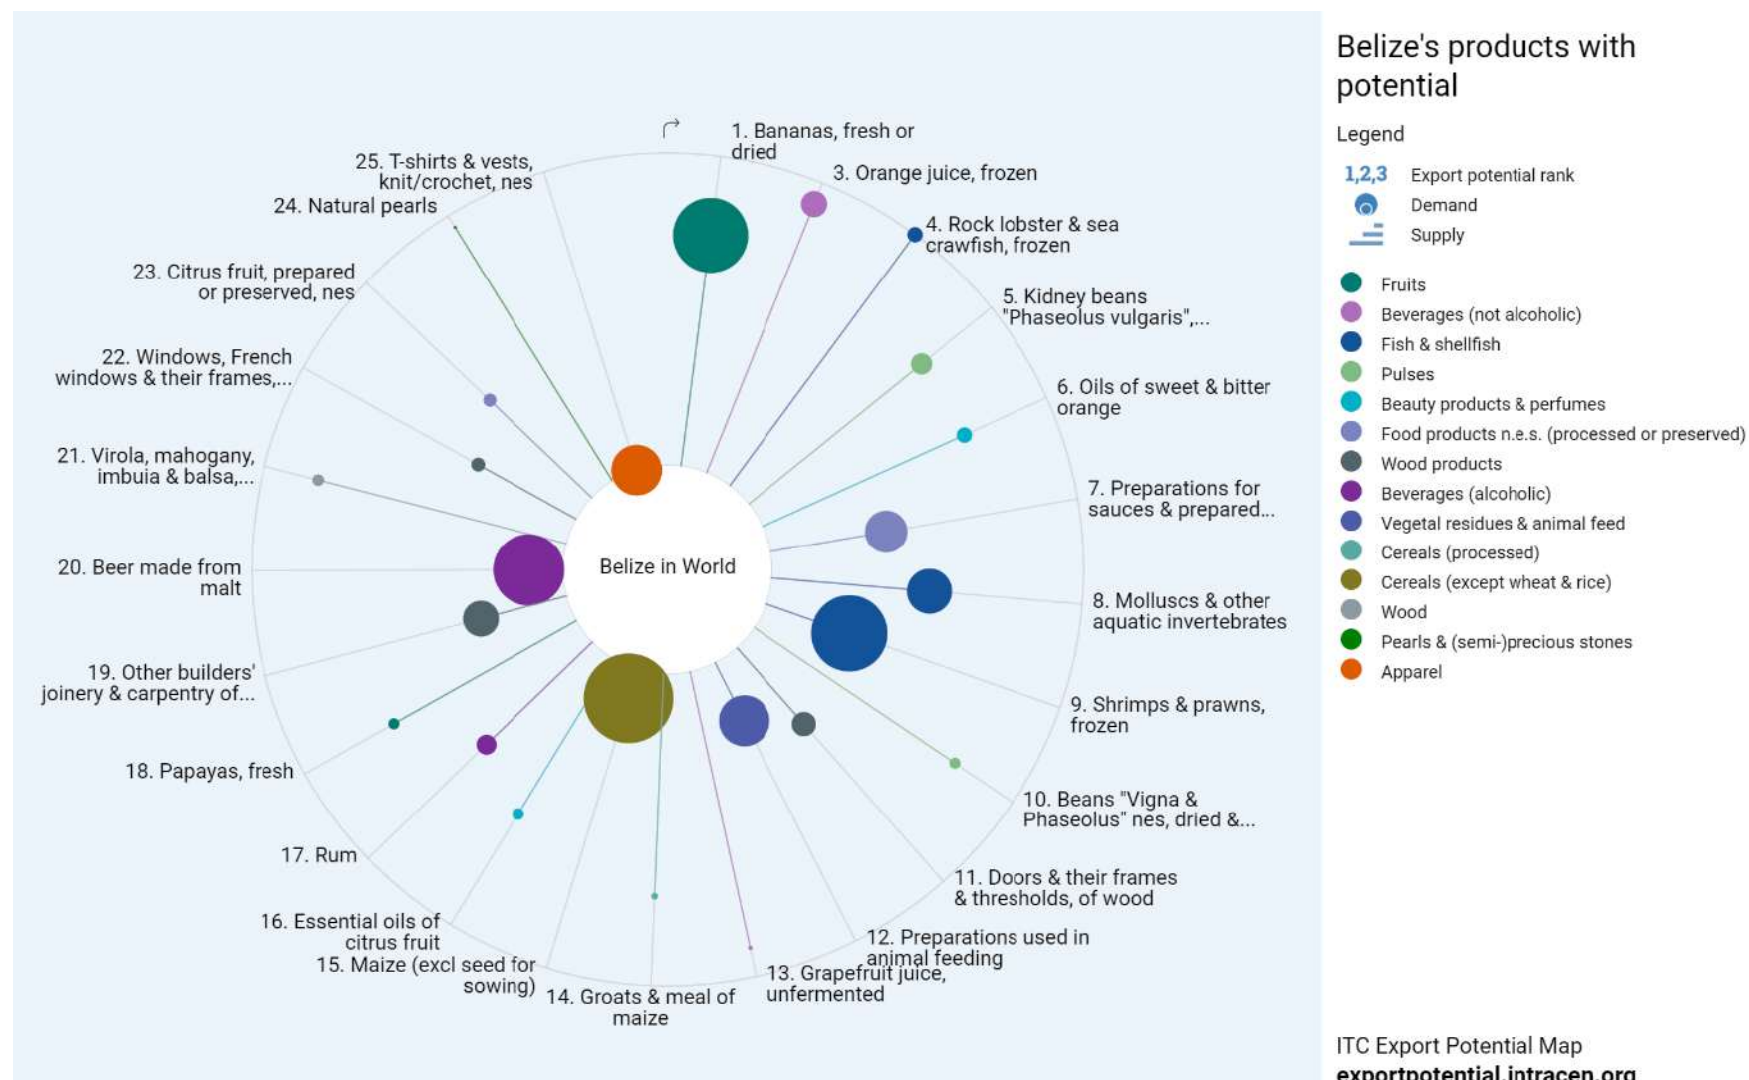 Belize's products with
potential
Legend
1,2,3 Export potential rank
Demand
Supply
Fruits
Beverages (not alcoholic)
Fish & shellfish
Pulses
Beauty products & perfumes
Food products n.e.s. (processed or preserved)
Wood products
Beverages (alcoholic)
Vegetal residues & animal feed
Cereals (processed)
Cereals (except wheat & rice)
Wood
Pearls & (semi-)precious stones
Apparel
1. Bananas, fresh or
dried
3. Orange juice, frozen
4. Rock lobster & sea
crawfish, frozen
5. Kidney beans
"Phaseolus vulgaris",...
6. Oils of sweet & bitter
orange
7. Preparations for
sauces & prepared...
8. Molluscs & other
aquatic invertebrates
9. Shrimps & prawns,
frozen
10. Beans "Vigna &
Phaseolus" nes, dried &...
11. Doors & their frames
& thresholds, of wood
12. Preparations used in
animal feeding
13. Grapefruit juice,
unfermented
14. Groats & meal of
maize
15. Maize (excl seed for
sowing)
16. Essential oils of
citrus fruit
17. Rum
18. Papayas, fresh
19. Other builders'
joinery & carpentry of...
20. Beer made from
malt
21. Virola, mahogany,
imbuia & balsa,...
22. Windows, French
windows & their frames,...
23. Citrus fruit, prepared
or preserved, nes
24. Natural pearls
25. T-shirts & vests,
knit/crochet, nes
Belize in World
ITC Export Potential Map
exportpotential.intracen.org